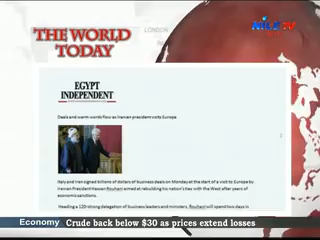 THE WORLD
TODAY
LONDON
NILE TV
EGYPT
INDEPENDENT
Deals and warm words flow as Iranian president visits Europe
Italy and Iran signed billions of dollars of business deals on Monday at the start of a visit to Europe by
Iranian President Hassan Rouhani aimed at rebuilding his nation's ties with the West after years of
economic sanctions.
Heading a 120-strong delegation of business leaders and ministers, Rouhani will spend two days in
Economy
Crude back below $30 as prices extend losses